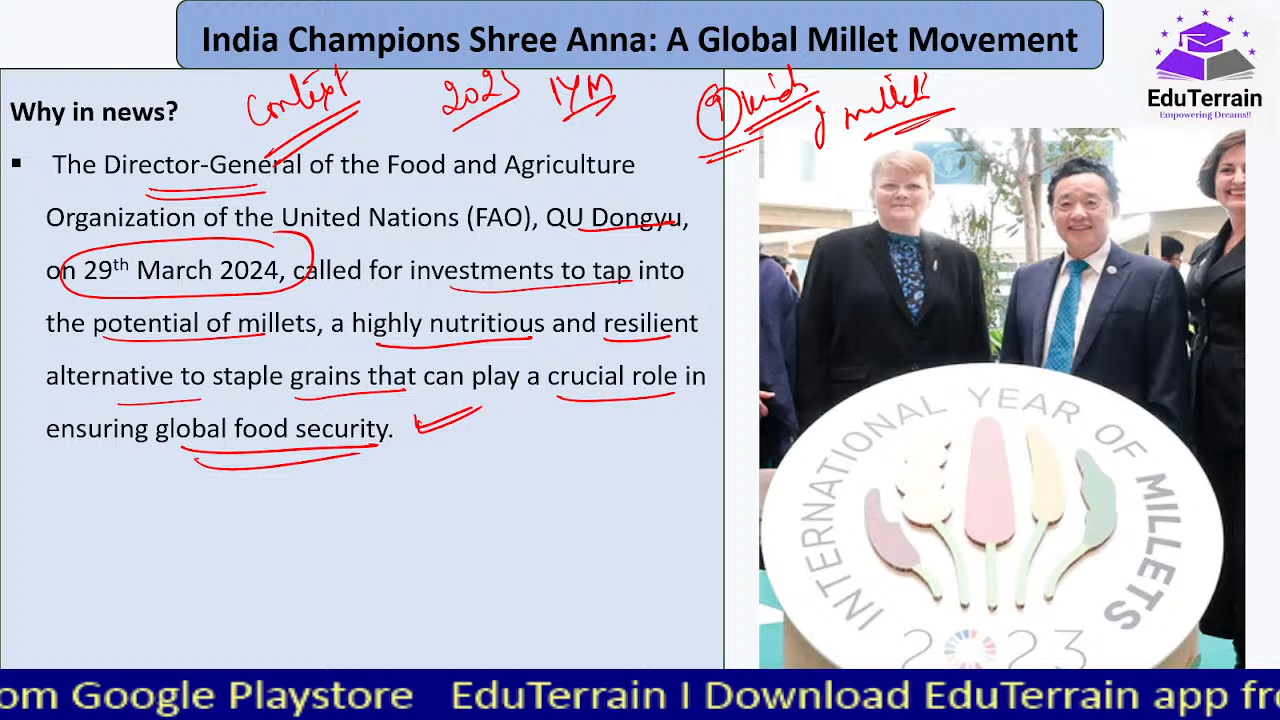 India Champions Shree Anna: A Global Millet Movement
EduTerrain
Empowering Dreams!!
Why in news?
Context
2023 IYM
9 kinds
of millets
▪ The Director-General of the Food and Agriculture
Organization of the United Nations (FAO), QU Dongyu,
on 29th March 2024, called for investments to tap into
the potential of millets, a highly nutritious and resilient
alternative to staple grains that can play a crucial role in
ensuring global food security.
INTERNATIONAL YEAR OF MILLETS
2023
om Google Playstore EduTerrain I Download EduTerrain app fr